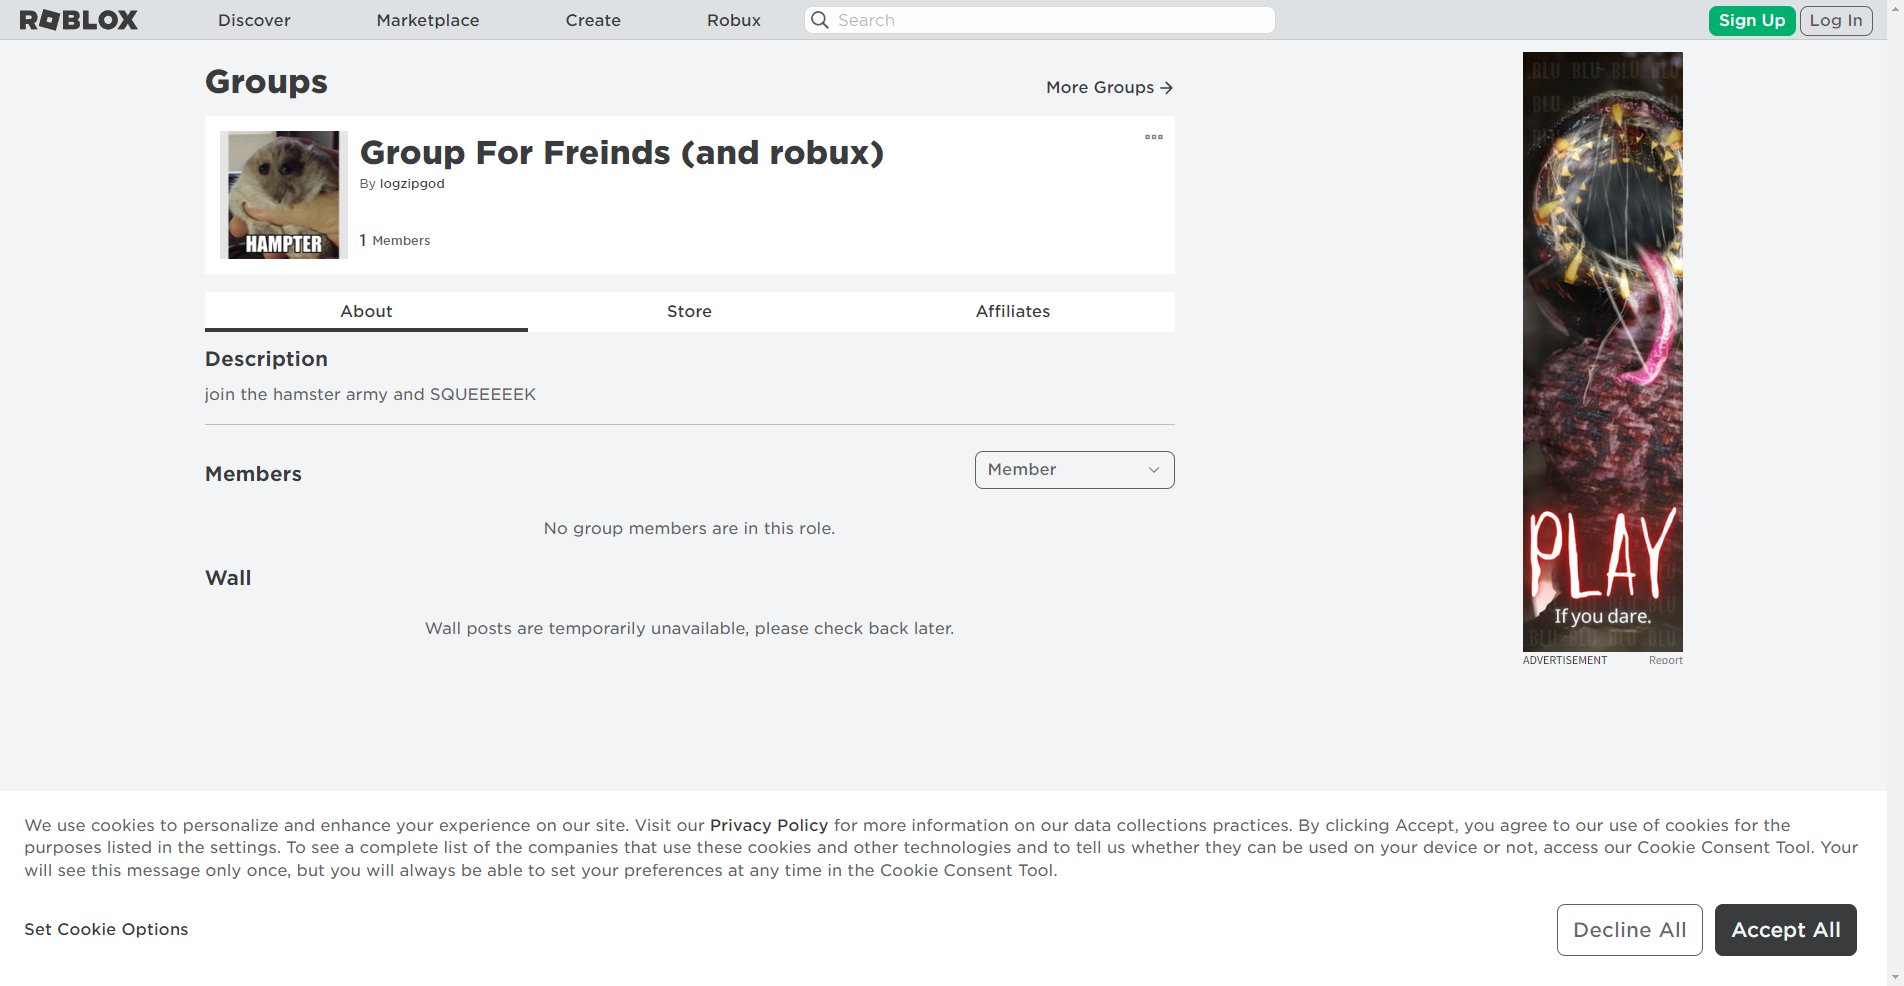 ROBLOX
Discover
Marketplace
Create
Robux
Search
Sign Up
Log In
Groups
More Groups
HAMPTER
Group For Freinds (and robux)
By logzipgod
1 Members
About
Store
Affiliates
Description
join the hamster army and SQUEEEEEK
Members
Member
No group members are in this role.
Wall
Wall posts are temporarily unavailable, please check back later.
BLU BLU BLU BLU
PLAY
If you dare.
BLU BLU BLU BLU
ADVERTISEMENT
Report
We use cookies to personalize and enhance your experience on our site. Visit our Privacy Policy for more information on our data collections practices. By clicking Accept, you agree to our use of cookies for the
purposes listed in the settings. To see a complete list of the companies that use these cookies and other technologies and to tell us whether they can be used on your device or not, access our Cookie Consent Tool. Your
will see this message only once, but you will always be able to set your preferences at any time in the Cookie Consent Tool.
Set Cookie Options
Decline All
Accept All